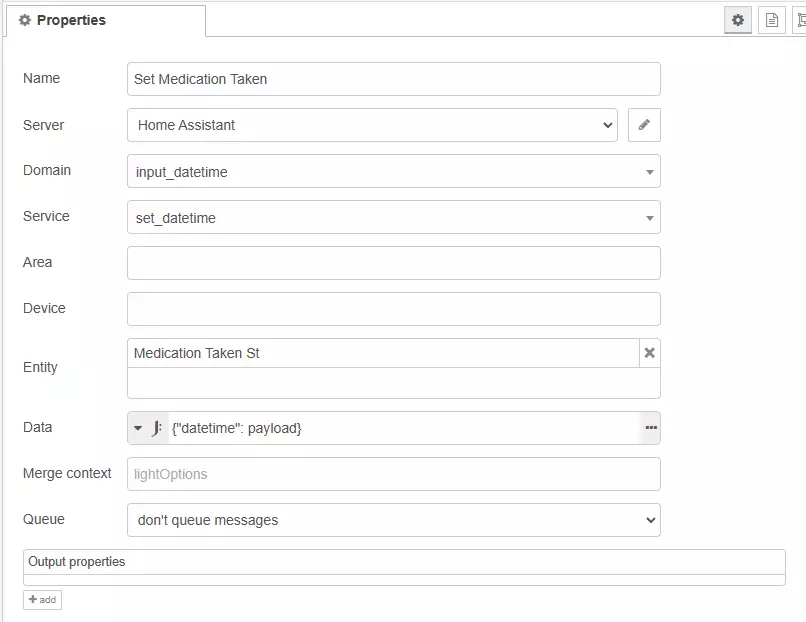 Properties
Name
Set Medication Taken
Server
Home Assistant
Domain
input_datetime
Service
set_datetime
Area
Device
Entity
Medication Taken St
Data
J: {"datetime": payload}
Merge context
lightOptions
Queue
don't queue messages
Output properties
add